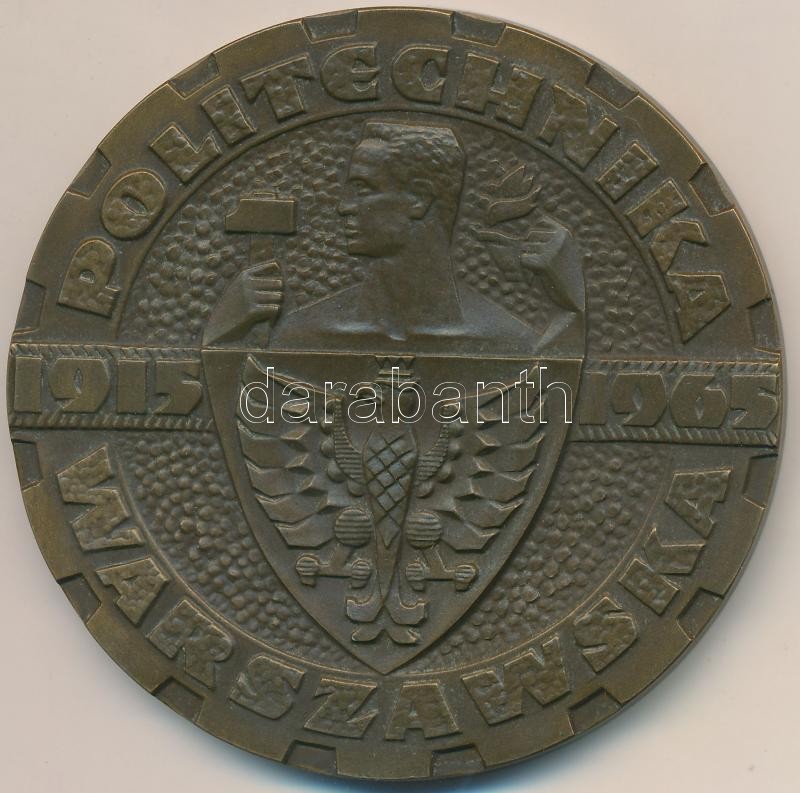 POLITECHNIKA
1915 1965
darabanth
WARSZAWSKA